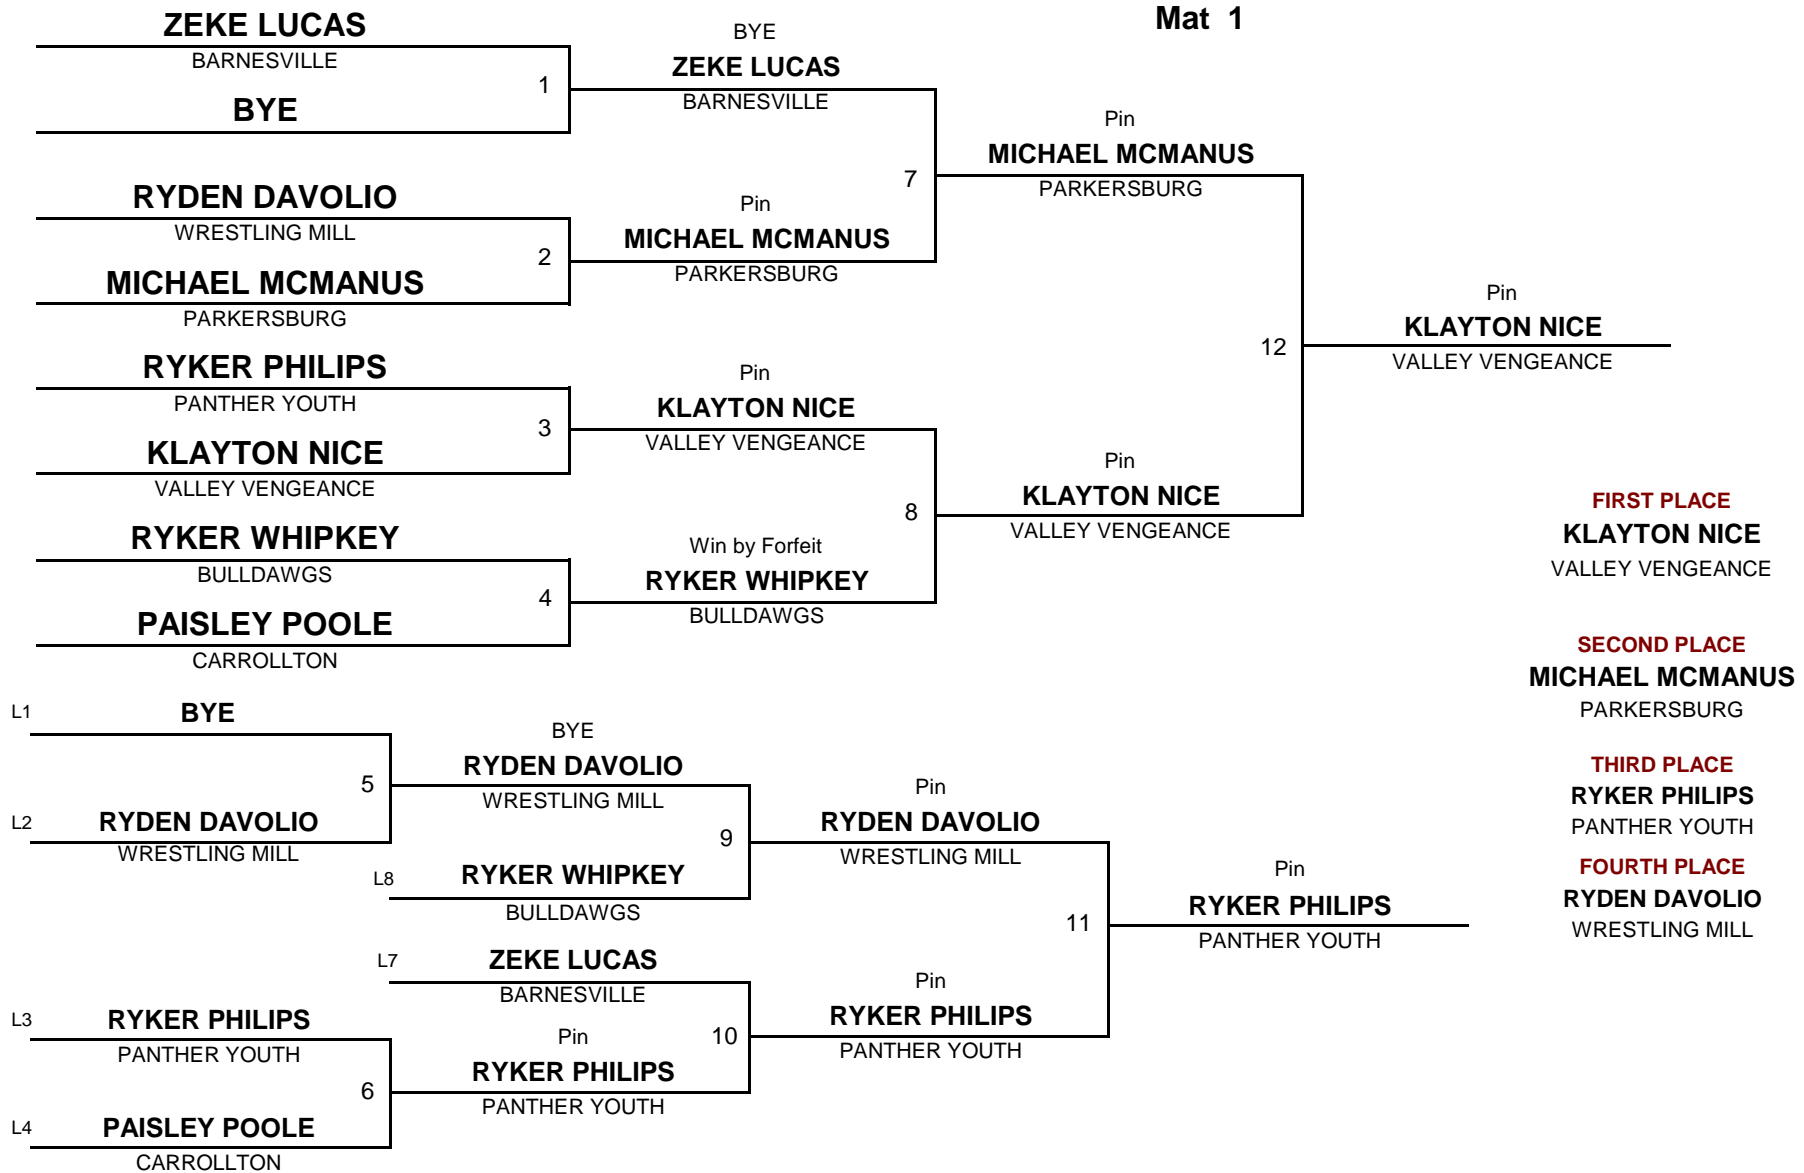 Mat 1
ZEKE LUCAS
BARNESVILLE
1
BYE
BYE
ZEKE LUCAS
BARNESVILLE
RYDEN DAVOLIO
WRESTLING MILL
2
MICHAEL MCMANUS
PARKERSBURG
Pin
MICHAEL MCMANUS
PARKERSBURG
7
Pin
MICHAEL MCMANUS
PARKERSBURG
RYKER PHILIPS
PANTHER YOUTH
3
KLAYTON NICE
VALLEY VENGEANCE
Pin
KLAYTON NICE
VALLEY VENGEANCE
RYKER WHIPKEY
BULLDAWGS
4
PAISLEY POOLE
CARROLLTON
Win by Forfeit
RYKER WHIPKEY
BULLDAWGS
8
Pin
KLAYTON NICE
VALLEY VENGEANCE
12
Pin
KLAYTON NICE
VALLEY VENGEANCE
FIRST PLACE
KLAYTON NICE
VALLEY VENGEANCE
SECOND PLACE
MICHAEL MCMANUS
PARKERSBURG
THIRD PLACE
RYKER PHILIPS
PANTHER YOUTH
FOURTH PLACE
RYDEN DAVOLIO
WRESTLING MILL
L1
BYE
5
L2
RYDEN DAVOLIO
WRESTLING MILL
BYE
RYDEN DAVOLIO
WRESTLING MILL
9
L8
RYKER WHIPKEY
BULLDAWGS
Pin
RYDEN DAVOLIO
WRESTLING MILL
L7
ZEKE LUCAS
BARNESVILLE
10
L3
RYKER PHILIPS
PANTHER YOUTH
6
L4
PAISLEY POOLE
CARROLLTON
Pin
RYKER PHILIPS
PANTHER YOUTH
Pin
RYKER PHILIPS
PANTHER YOUTH
11
Pin
RYKER PHILIPS
PANTHER YOUTH